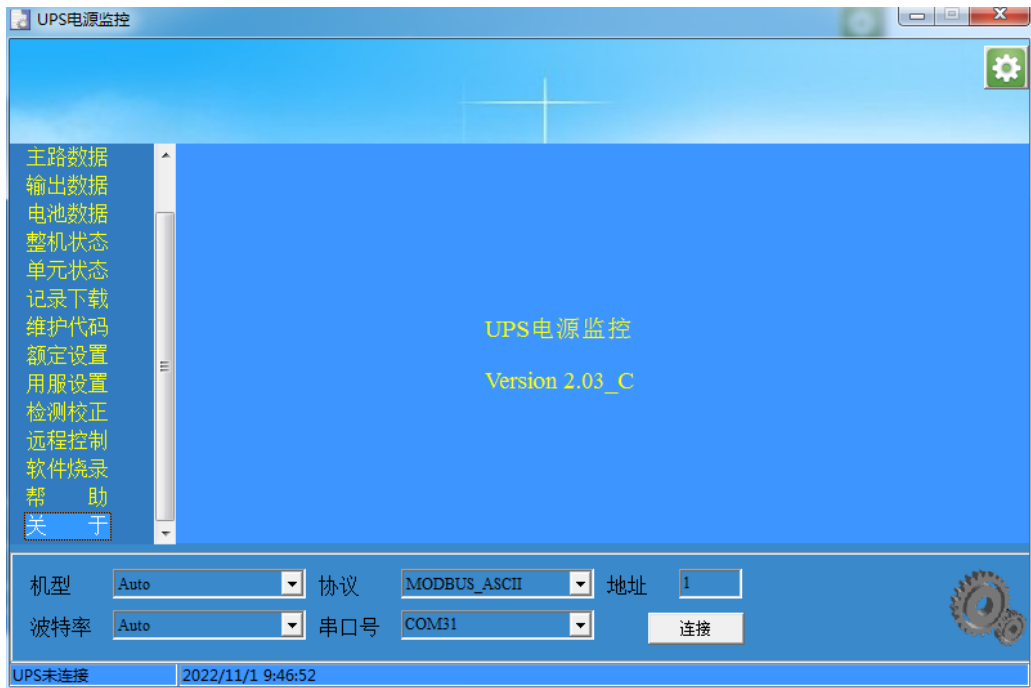 UPS电源监控
主路数据
输出数据
电池数据
整机状态
单元状态
记录下载
维护代码
额定设置
用服设置
检测校正
远程控制
软件烧录
帮 助
关 于
UPS电源监控
Version 2.03_C
机型 Auto 协议 MODBUS_ASCII 地址 1
波特率 Auto 串口号 COM31 连接
UPS未连接 2022/11/1 9:46:52